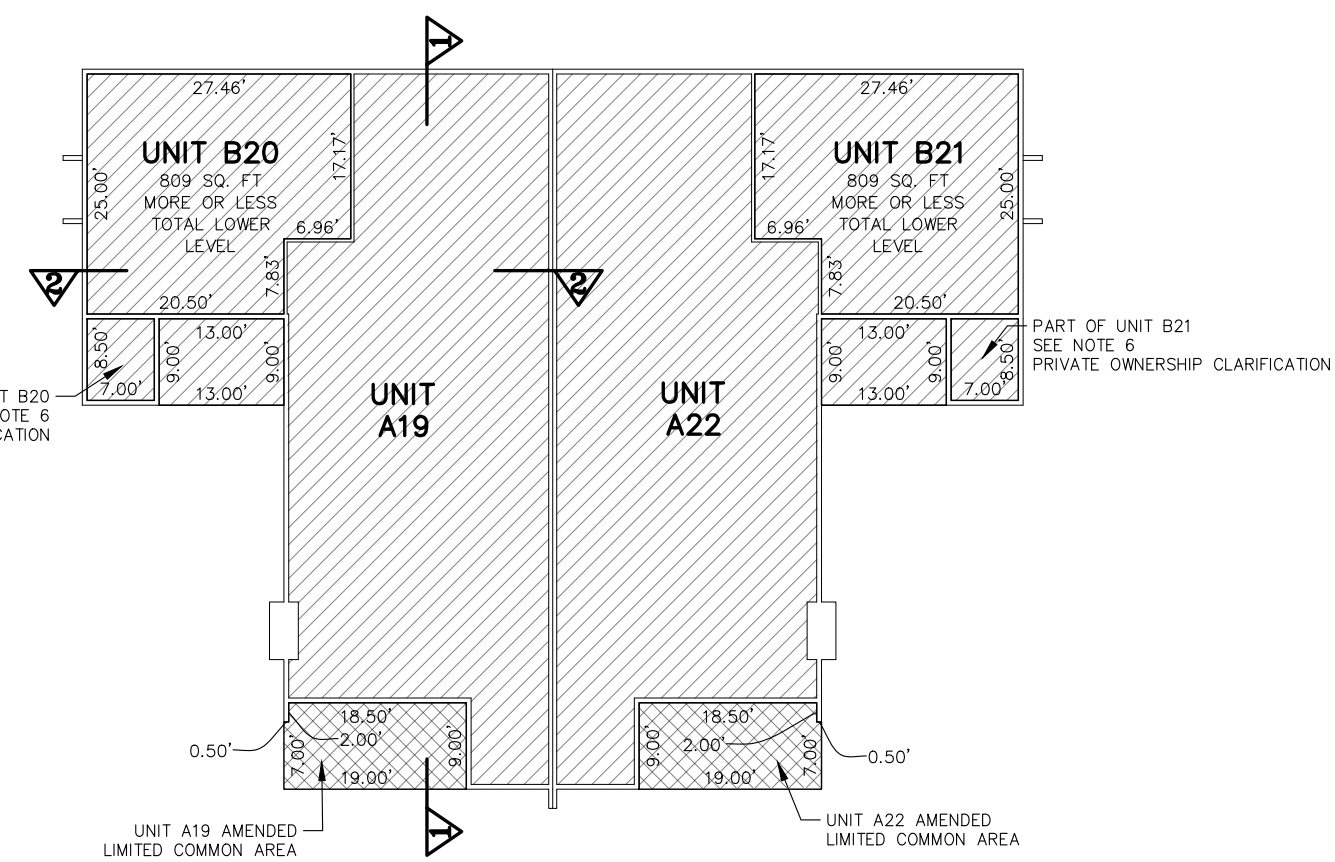 1
27.46'
27.46'
UNIT B20
809 SQ. FT
MORE OR LESS
TOTAL LOWER
LEVEL
25.00'
17.17'
6.96'
7.83'
20.50'
UNIT B21
809 SQ. FT
MORE OR LESS
TOTAL LOWER
LEVEL
17.17'
25.00'
6.96'
7.83'
20.50'
2
2
8.50'
7.00'
9.00'
13.00'
9.00'
13.00'
9.00'
13.00'
9.00'
13.00'
8.50'
7.00'
PART OF UNIT B21
SEE NOTE 6
PRIVATE OWNERSHIP CLARIFICATION
T B20
OTE 6
CATION
UNIT
A19
UNIT
A22
18.50'
0.50'
2.00'
7.00'
9.00'
19.00'
18.50'
9.00'
2.00'
7.00'
0.50'
19.00'
1
UNIT A19 AMENDED
LIMITED COMMON AREA
UNIT A22 AMENDED
LIMITED COMMON AREA